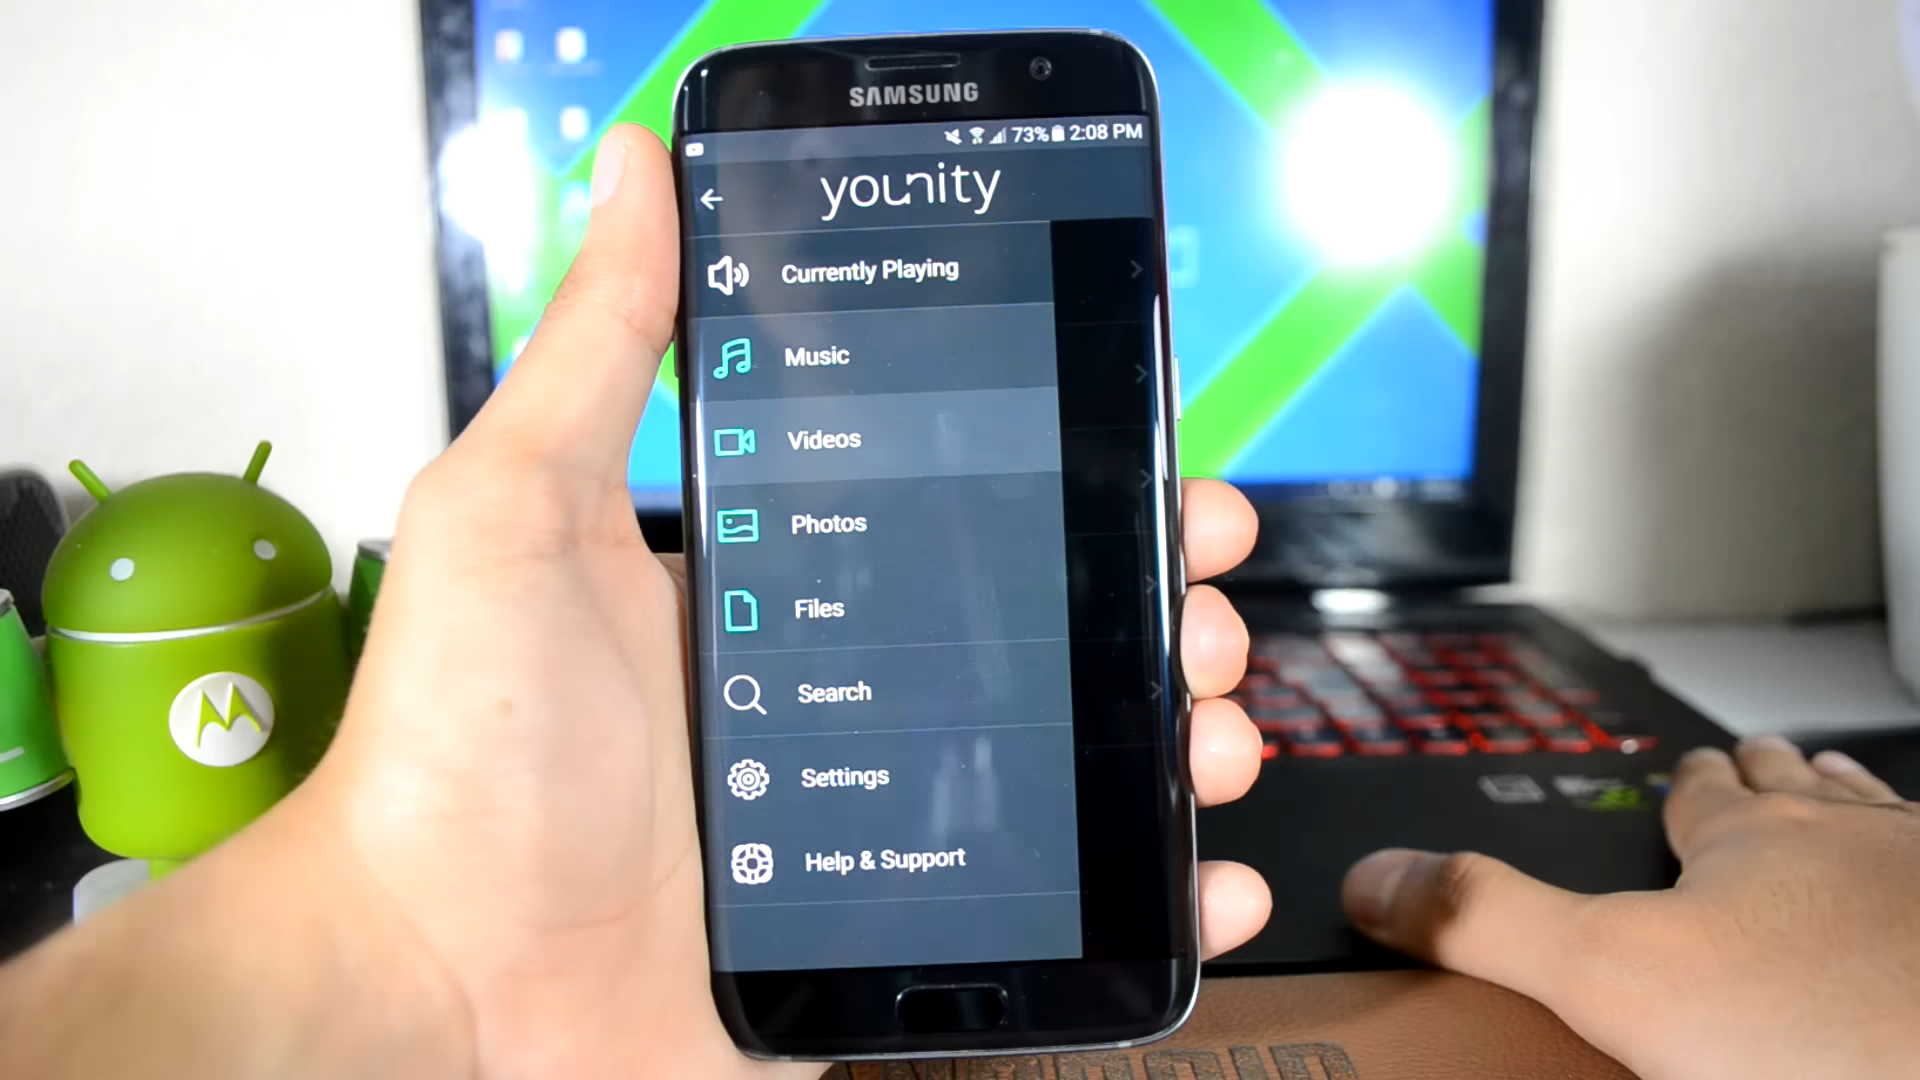 SAMSUNG
73% 2:08 PM
younity
Currently Playing
Music
Videos
Photos
Files
Search
Settings
Help & Support